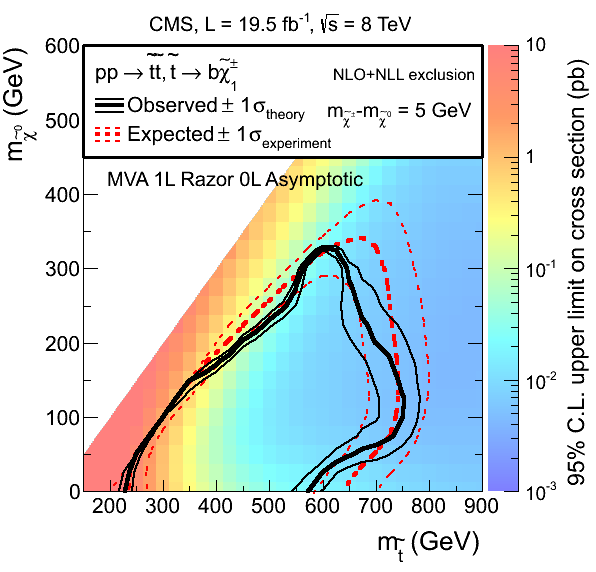 CMS, L = 19.5 fb⁻¹, √s = 8 TeV
pp → t̃t̃, t̃ → bχ̃₁±
NLO+NLL exclusion
Observed ± 1σtheory
mχ̃±-mχ̃⁰ = 5 GeV
Expected ± 1σexperiment
MVA 1L Razor 0L Asymptotic
mχ̃⁰ (GeV)
600
500
400
300
200
100
0
200 300 400 500 600 700 800 900
mt̃ (GeV)
10
1
10⁻¹
10⁻²
10⁻³
95% C.L. upper limit on cross section (pb)